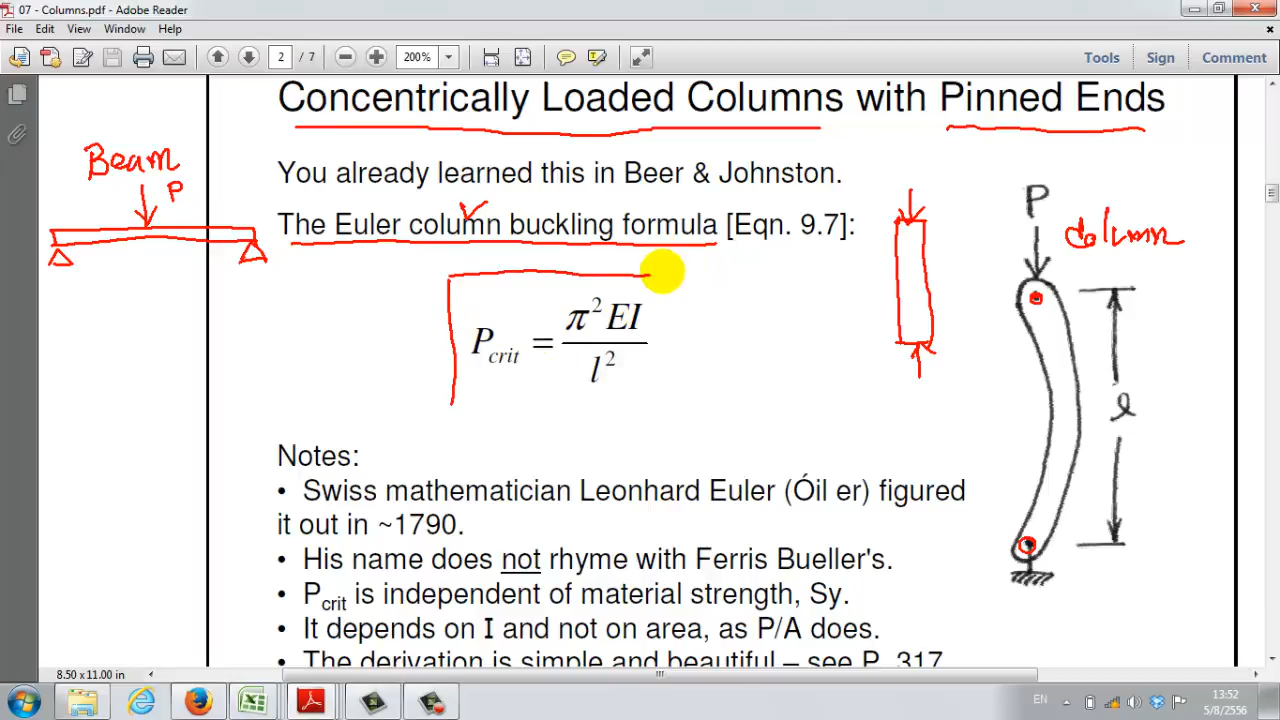 07 - Columns.pdf - Adobe Reader
File Edit View Window Help
2 / 7 200% Tools Sign Comment
Concentrically Loaded Columns with Pinned Ends
Beam
P
You already learned this in Beer & Johnston.
The Euler column buckling formula [Eqn. 9.7]:
P
column
P_crit = π² EI / l²
l
Notes:
• Swiss mathematician Leonhard Euler (Óil er) figured
it out in ~1790.
• His name does not rhyme with Ferris Bueller's.
• P_crit is independent of material strength, Sy.
• It depends on I and not on area, as P/A does.
• The derivation is simple and beautiful – see P. 317
8.50 x 11.00 in
EN
13:52
5/8/2556